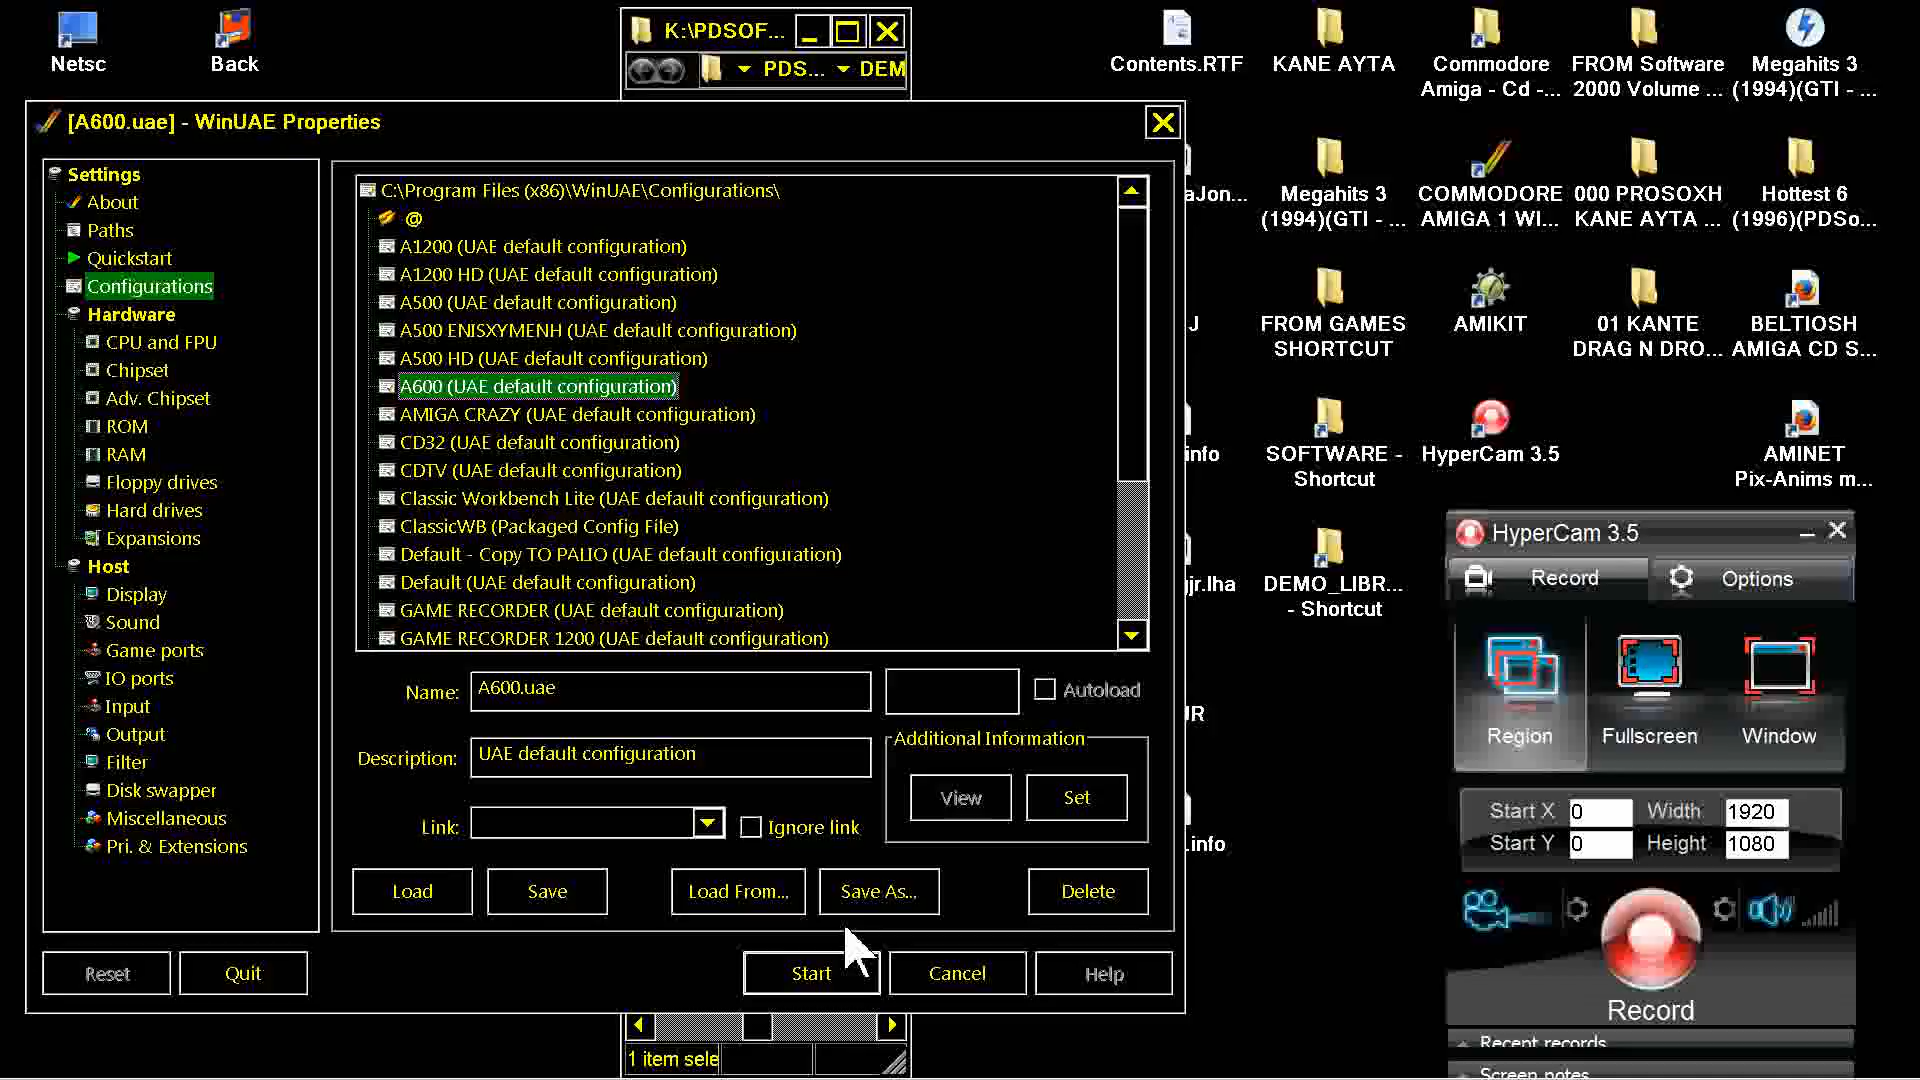 Netsc
Back
K:\PDSOF...
PDS...
DEM
Contents.RTF
KANE AYTA
Commodore
Amiga - Cd -...
FROM Software
2000 Volume ...
Megahits 3
(1994)(GTI - ...
[A600.uae] - WinUAE Properties
Settings
About
Paths
Quickstart
Configurations
Hardware
CPU and FPU
Chipset
Adv. Chipset
ROM
RAM
Floppy drives
Hard drives
Expansions
Host
Display
Sound
Game ports
IO ports
Input
Output
Filter
Disk swapper
Miscellaneous
Pri. & Extensions
C:\Program Files (x86)\WinUAE\Configurations\
@
A1200 (UAE default configuration)
A1200 HD (UAE default configuration)
A500 (UAE default configuration)
A500 ENISXYMENH (UAE default configuration)
A500 HD (UAE default configuration)
A600 (UAE default configuration)
AMIGA CRAZY (UAE default configuration)
CD32 (UAE default configuration)
CDTV (UAE default configuration)
Classic Workbench Lite (UAE default configuration)
ClassicWB (Packaged Config File)
Default - Copy TO PALIO (UAE default configuration)
Default (UAE default configuration)
GAME RECORDER (UAE default configuration)
GAME RECORDER 1200 (UAE default configuration)
Name:
A600.uae
Autoload
Description:
UAE default configuration
Additional Information
View
Set
Link:
Ignore link
Load
Save
Load From...
Save As...
Delete
Reset
Quit
Start
Cancel
Help
1 item sele
aJon...
Megahits 3
(1994)(GTI - ...
COMMODORE
AMIGA 1 WI...
000 PROSOXH
KANE AYTA ...
Hottest 6
(1996)(PDSo...
J
FROM GAMES
SHORTCUT
AMIKIT
01 KANTE
DRAG N DRO...
BELTIOSH
AMIGA CD S...
info
SOFTWARE -
Shortcut
HyperCam 3.5
AMINET
Pix-Anims m...
jr.lha
DEMO_LIBR...
- Shortcut
IR
.info
HyperCam 3.5
Record
Options
Region
Fullscreen
Window
Start X
0
Width
1920
Start Y
0
Height
1080
Record
Recent records
Screen notes